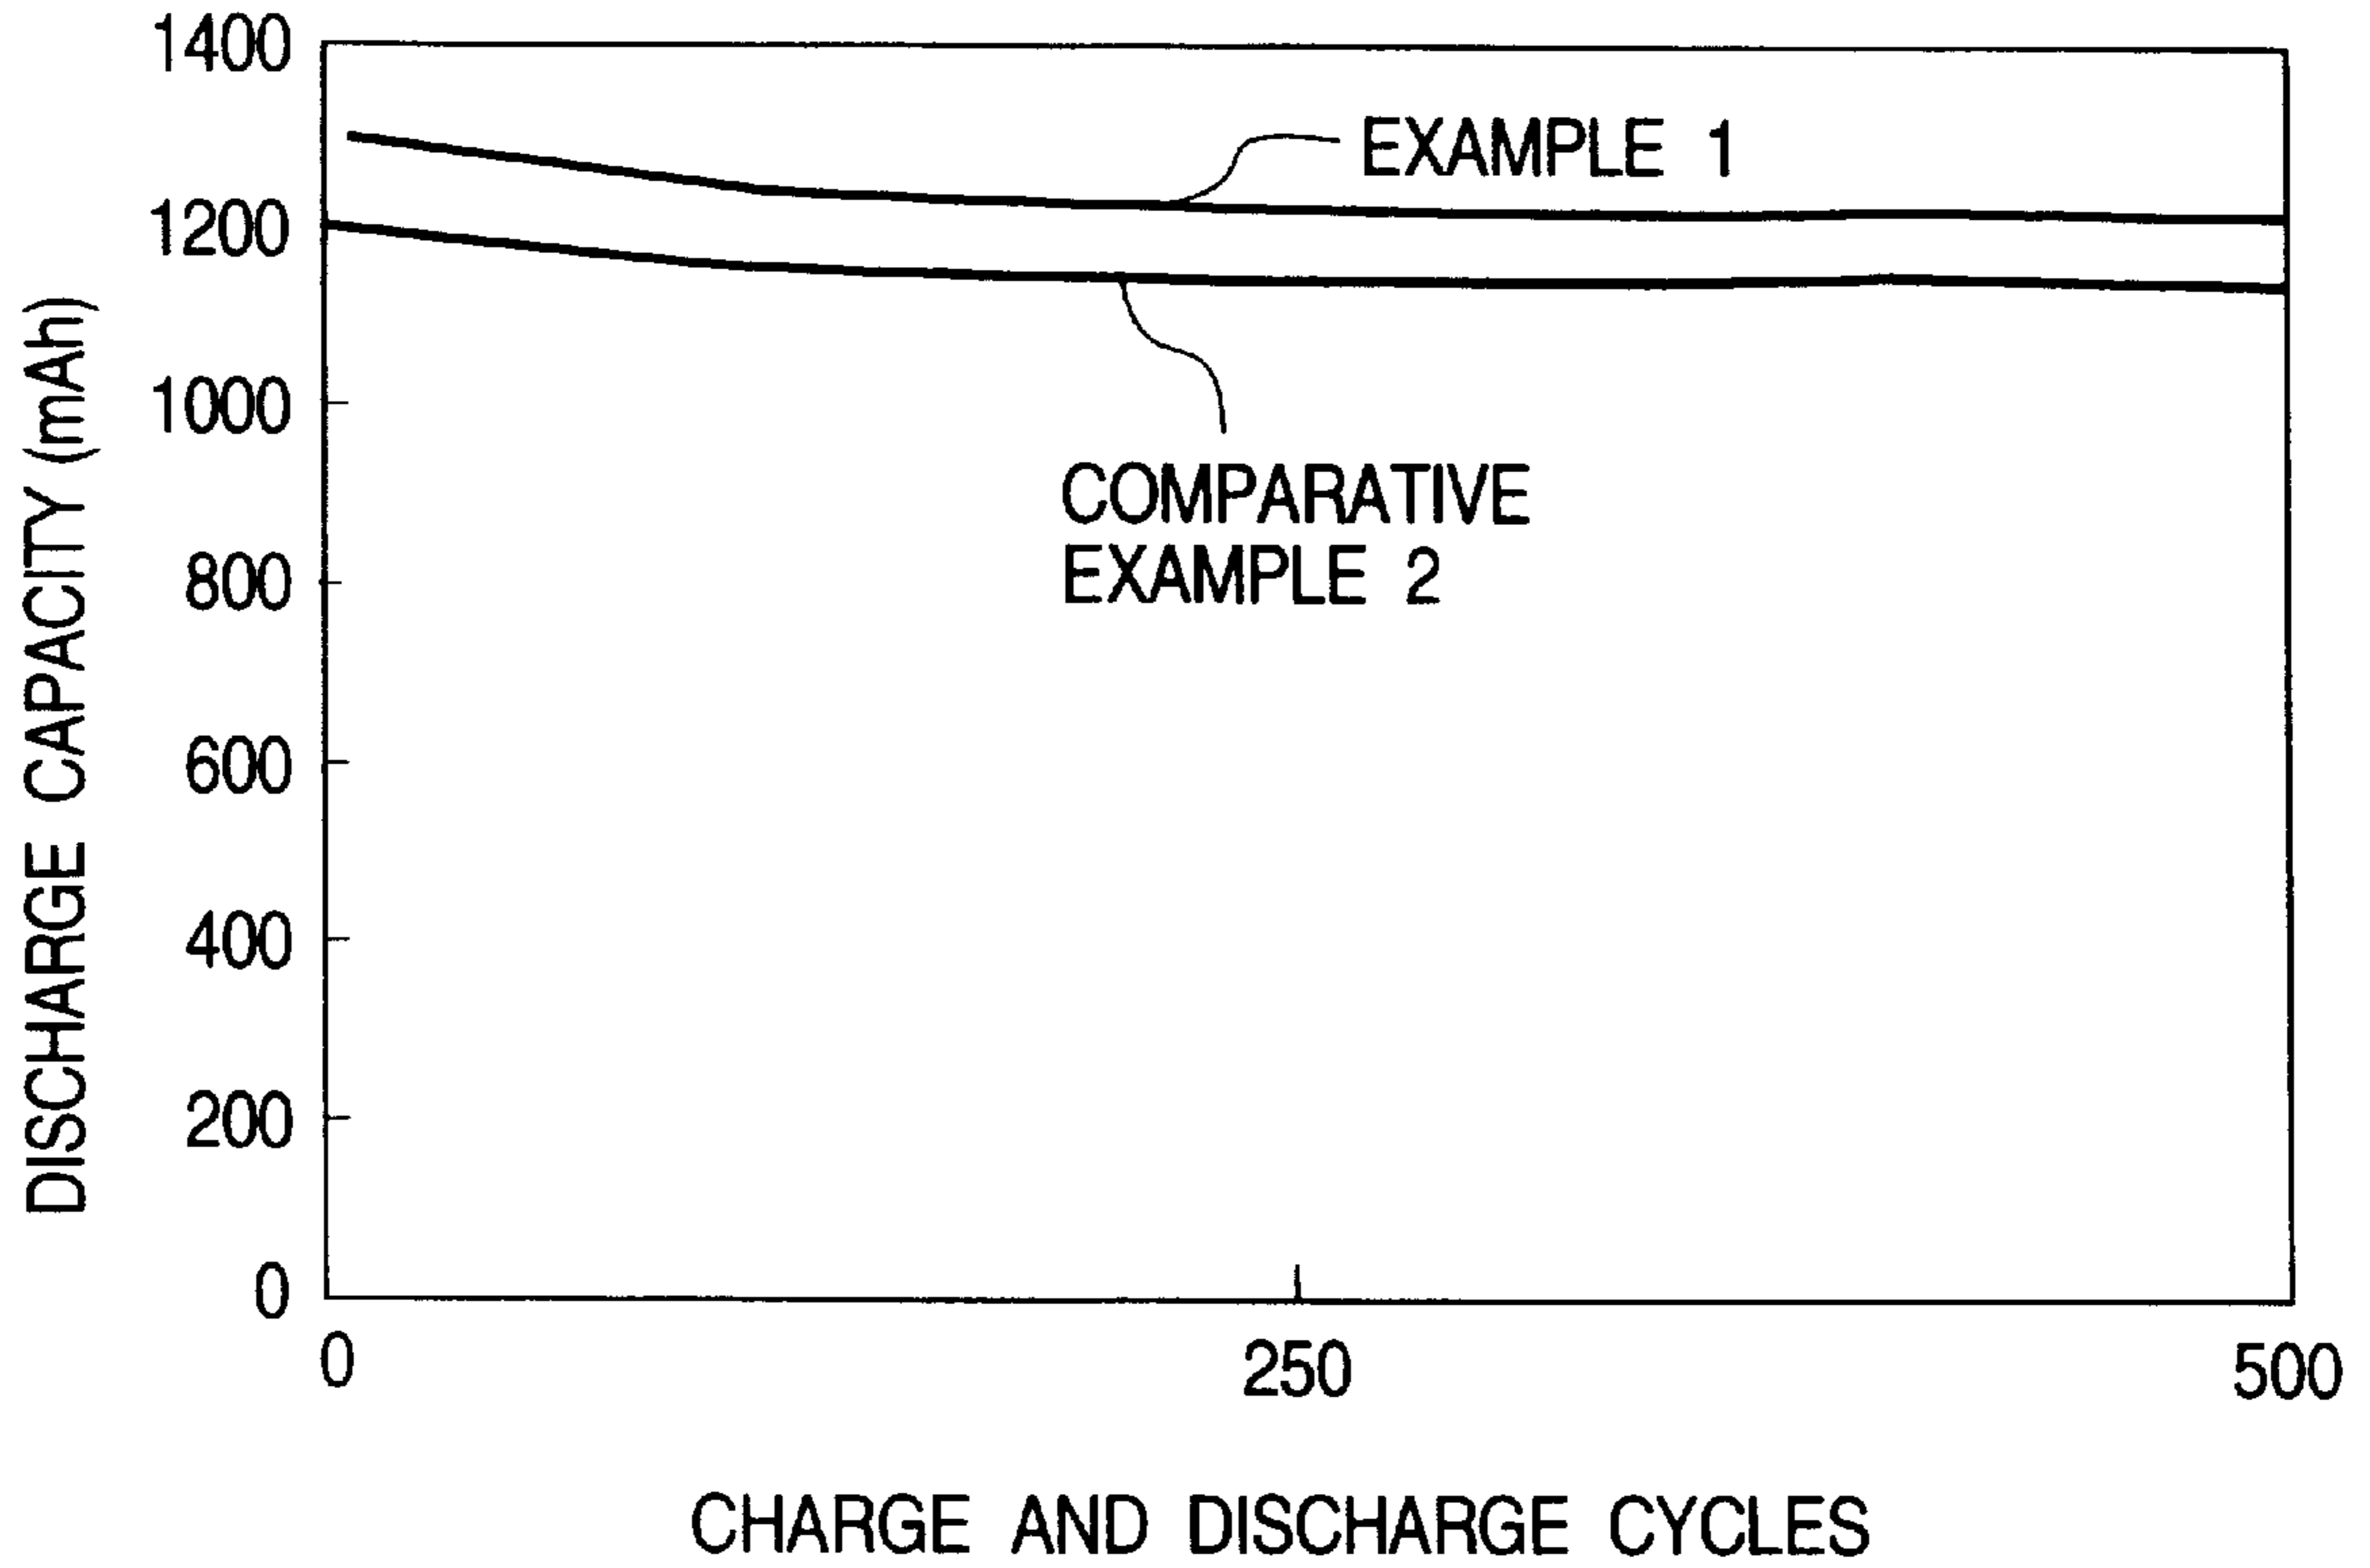 1400
1200
1000
800
600
400
200
0
DISCHARGE CAPACITY (mAh)
EXAMPLE 1
COMPARATIVE
EXAMPLE 2
0
250
500
CHARGE AND DISCHARGE CYCLES